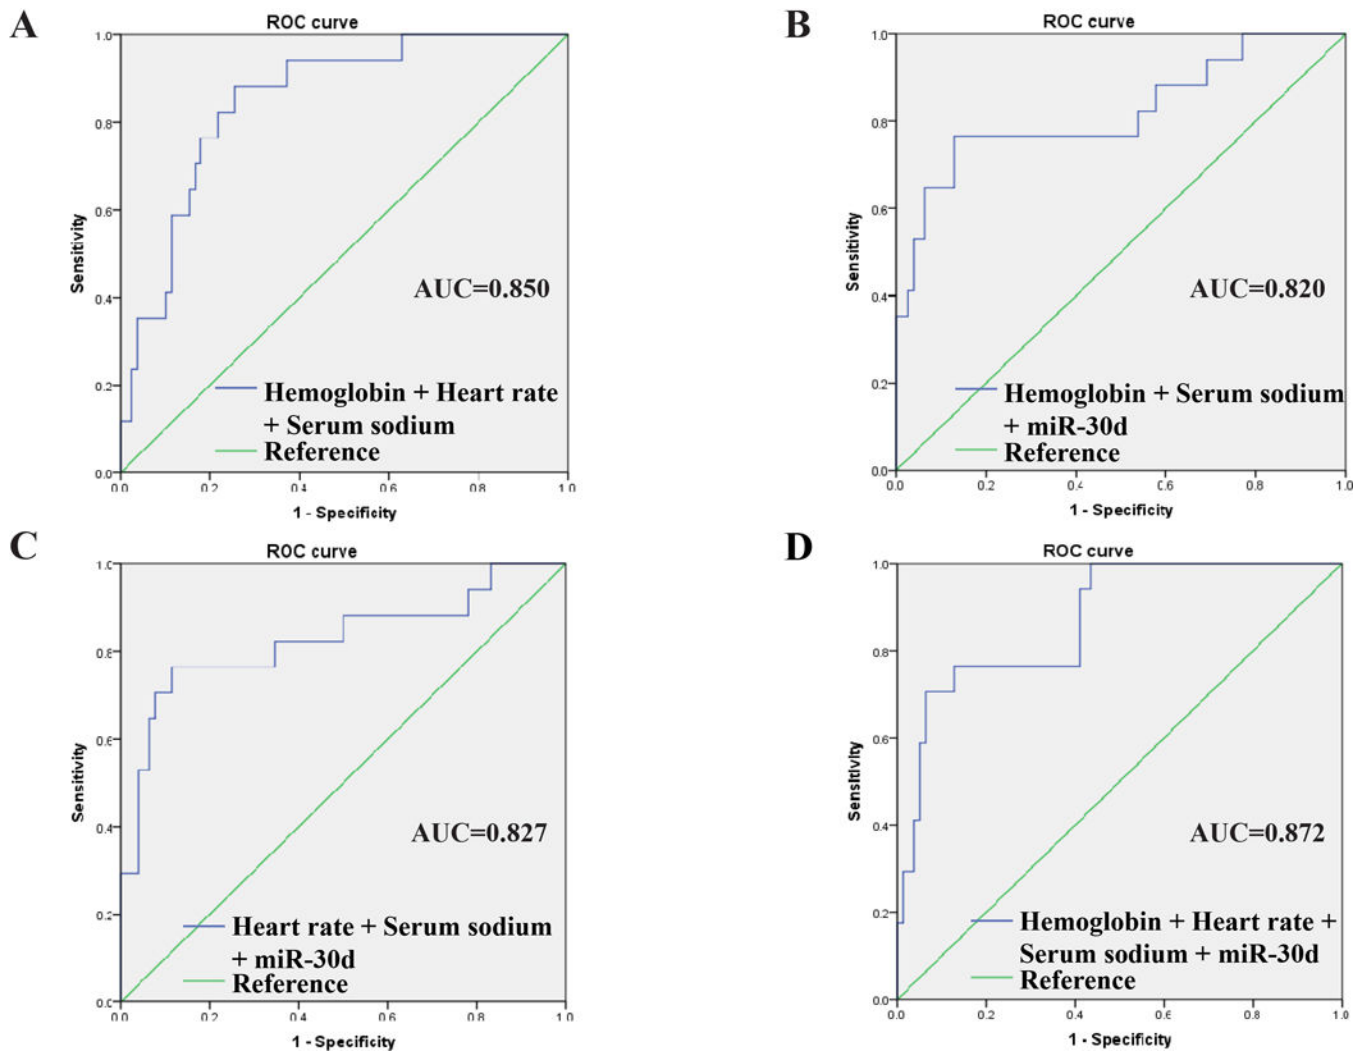 A
ROC curve
1.0
0.8
0.6
0.4
0.2
0.0
Sensitivity
AUC=0.850
Hemoglobin + Heart rate
+ Serum sodium
Reference
0.0 0.2 0.4 0.6 0.8 1.0
1 - Specificity
B
ROC curve
1.0
0.8
0.6
0.4
0.2
0.0
Sensitivity
AUC=0.820
Hemoglobin + Serum sodium
+ miR-30d
Reference
0.0 0.2 0.4 0.6 0.8 1.0
1 - Specificity
C
ROC curve
1.0
0.8
0.6
0.4
0.2
0.0
Sensitivity
AUC=0.827
Heart rate + Serum sodium
+ miR-30d
Reference
0.0 0.2 0.4 0.6 0.8 1.0
1 - Specificity
D
ROC curve
1.0
0.8
0.6
0.4
0.2
0.0
Sensitivity
AUC=0.872
Hemoglobin + Heart rate +
Serum sodium + miR-30d
Reference
0.0 0.2 0.4 0.6 0.8 1.0
1 - Specificity